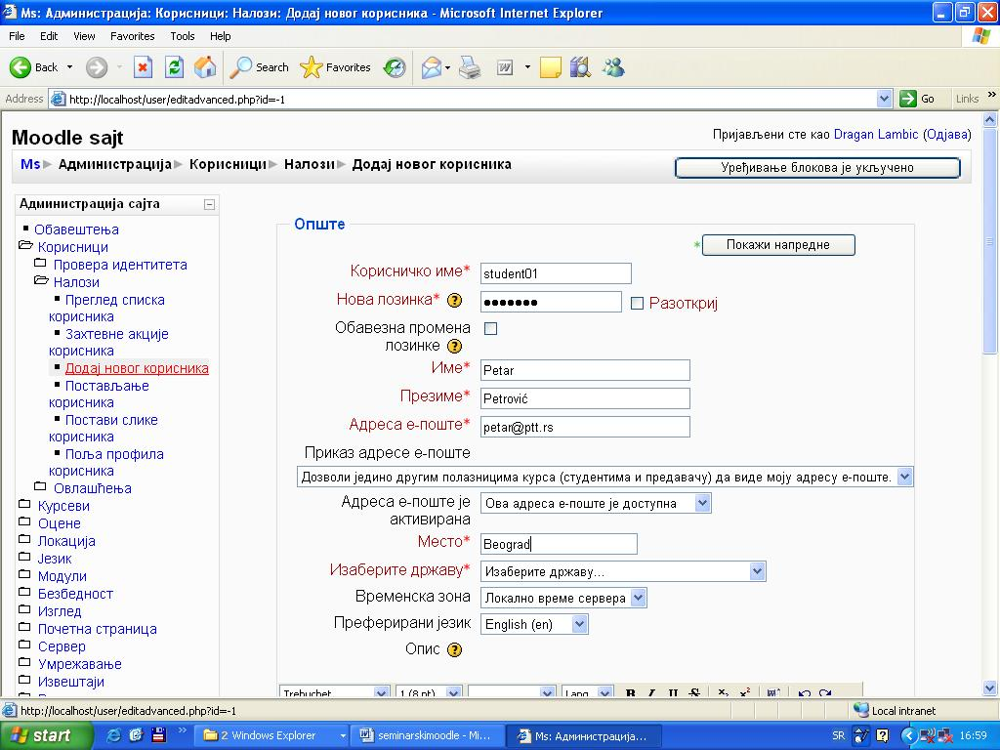 Ms: Администрација: Корисници: Налози: Додај новог корисника - Microsoft Internet Explorer
File Edit View Favorites Tools Help
Back Search Favorites
Address http://localhost/user/editadvanced.php?id=-1 Go Links »
Moodle sajt
Пријављени сте као Dragan Lambic (Одјава)
Ms Администрација Корисници Налози Додај новог корисника
Уређивање блокова је укључено
Администрација сајта
Обавештења
Корисници
Провера идентитета
Налози
Преглед списка
корисника
Захтевне акције
корисника
Додај новог корисника
Постављање
корисника
Постави слике
корисника
Поља профила
корисника
Овлашћења
Курсеви
Оцене
Локација
Језик
Модули
Безбедност
Изглед
Почетна страница
Сервер
Умрежавање
Извештаји
Опште
* Покажи напредне
Корисничко име* student01
Нова лозинка* ••••••• Разоткриј
Обавезна промена
лозинке
Име* Petar
Презиме* Petrović
Адреса е-поште* petar@ptt.rs
Приказ адресе е-поште
Дозволи једино другим полазницима курса (студентима и предавачу) да виде моју адресу е-поште.
Адреса е-поште је
активирана
Ова адреса е-поште је доступна
Место* Beograd
Изаберите државу* Изаберите државу...
Временска зона Локално време сервера
Преферирани језик English (en)
Опис
Trebuchet 1 (8 pt) Lang B I U S
http://localhost/user/editadvanced.php?id=-1 Local intranet
start » 2 Windows Explorer seminarskimoodle - Mi... Ms: Администрација... SR 16:59